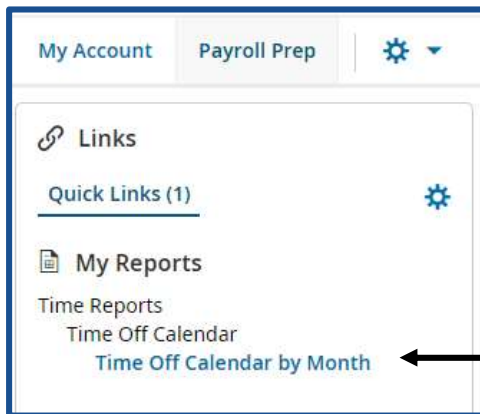 My Account Payroll Prep
Links
Quick Links (1)
My Reports
Time Reports
Time Off Calendar
Time Off Calendar by Month